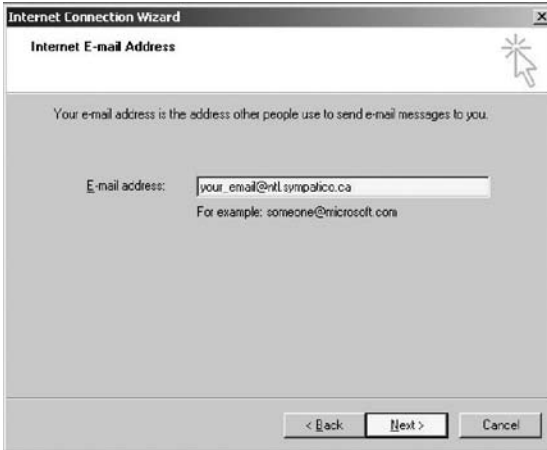 Internet Connection Wizard
Internet E-mail Address
Your e-mail address is the address other people use to send e-mail messages to you.
E-mail address:
your_email@ntl.sympatico.ca
For example: someone@microsoft.com
< Back
Next >
Cancel